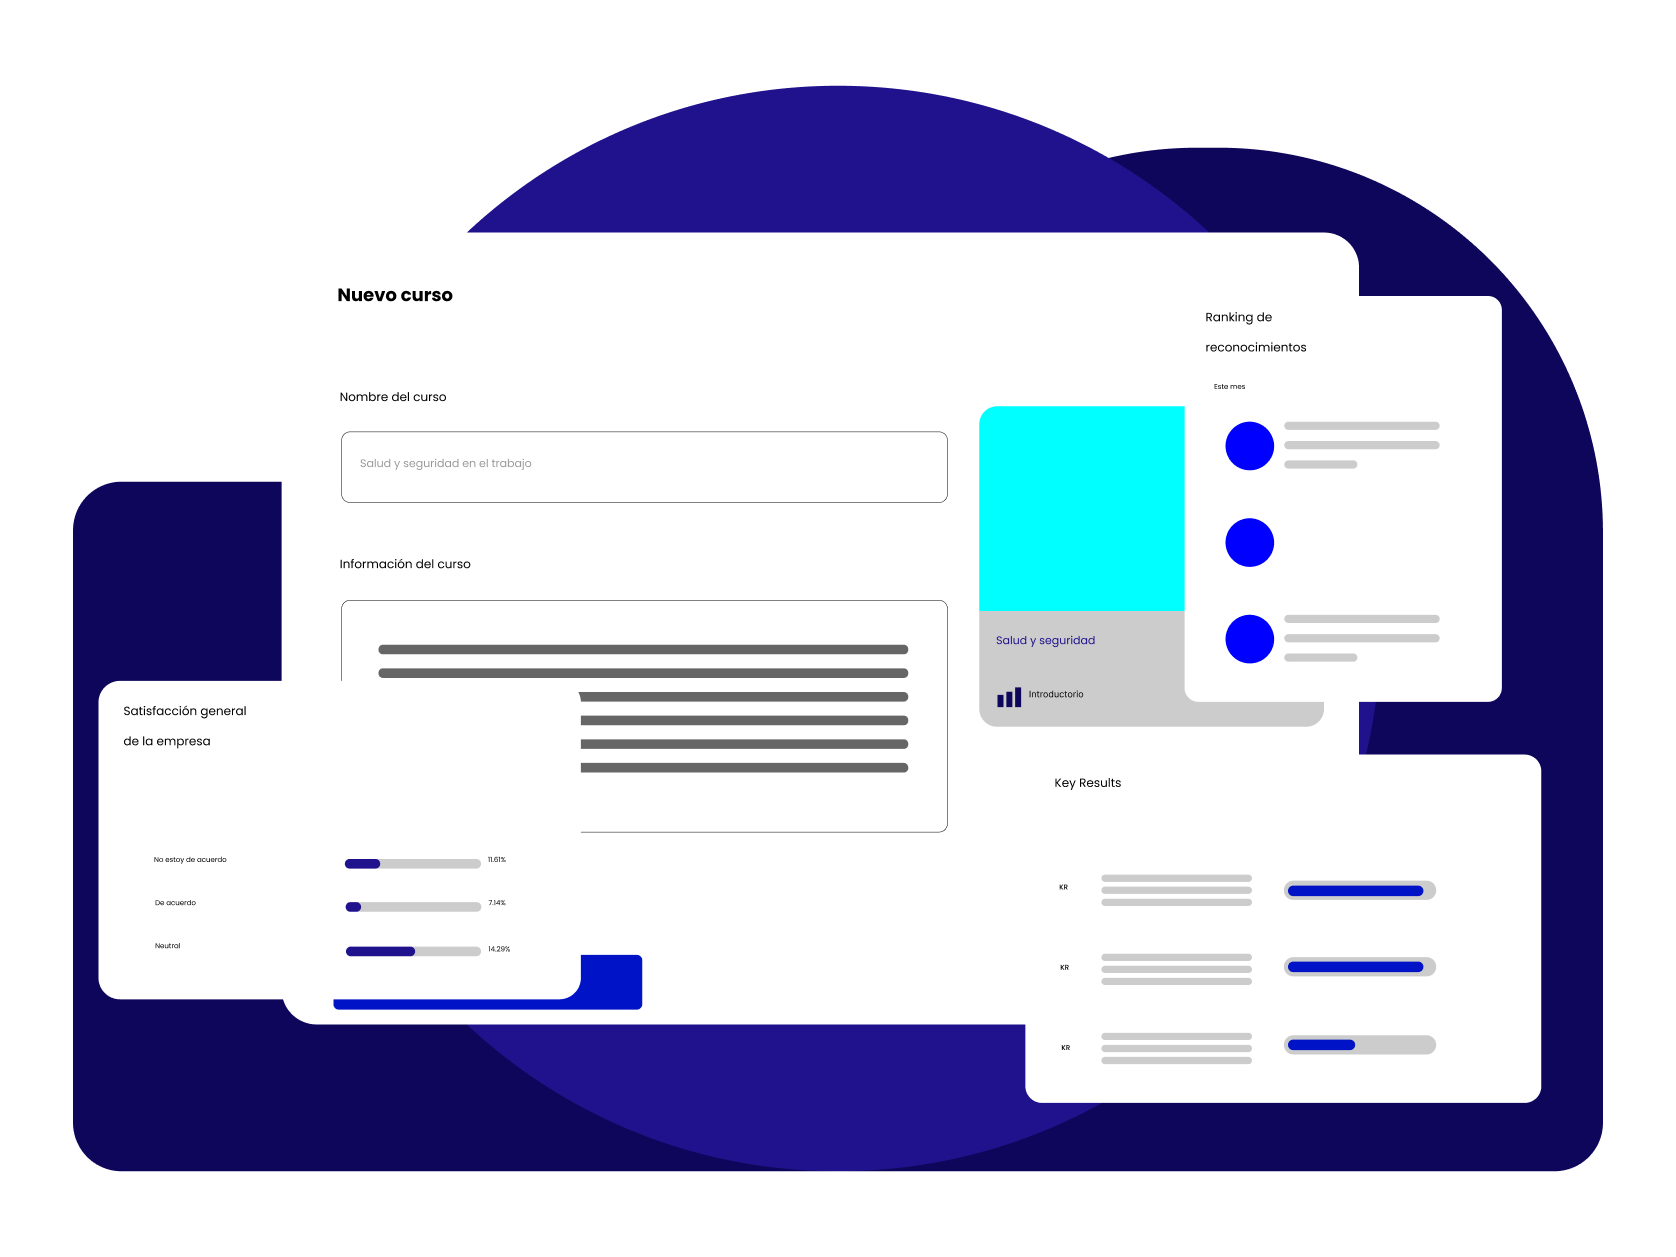 Nuevo curso
Nombre del curso
Salud y seguridad en el trabajo
Información del curso
Salud y seguridad
Introductorio
Ranking de
reconocimientos
Este mes
Satisfacción general
de la empresa
No estoy de acuerdo 11.61%
De acuerdo 7.14%
Neutral 14.29%
Key Results
KR
KR
KR